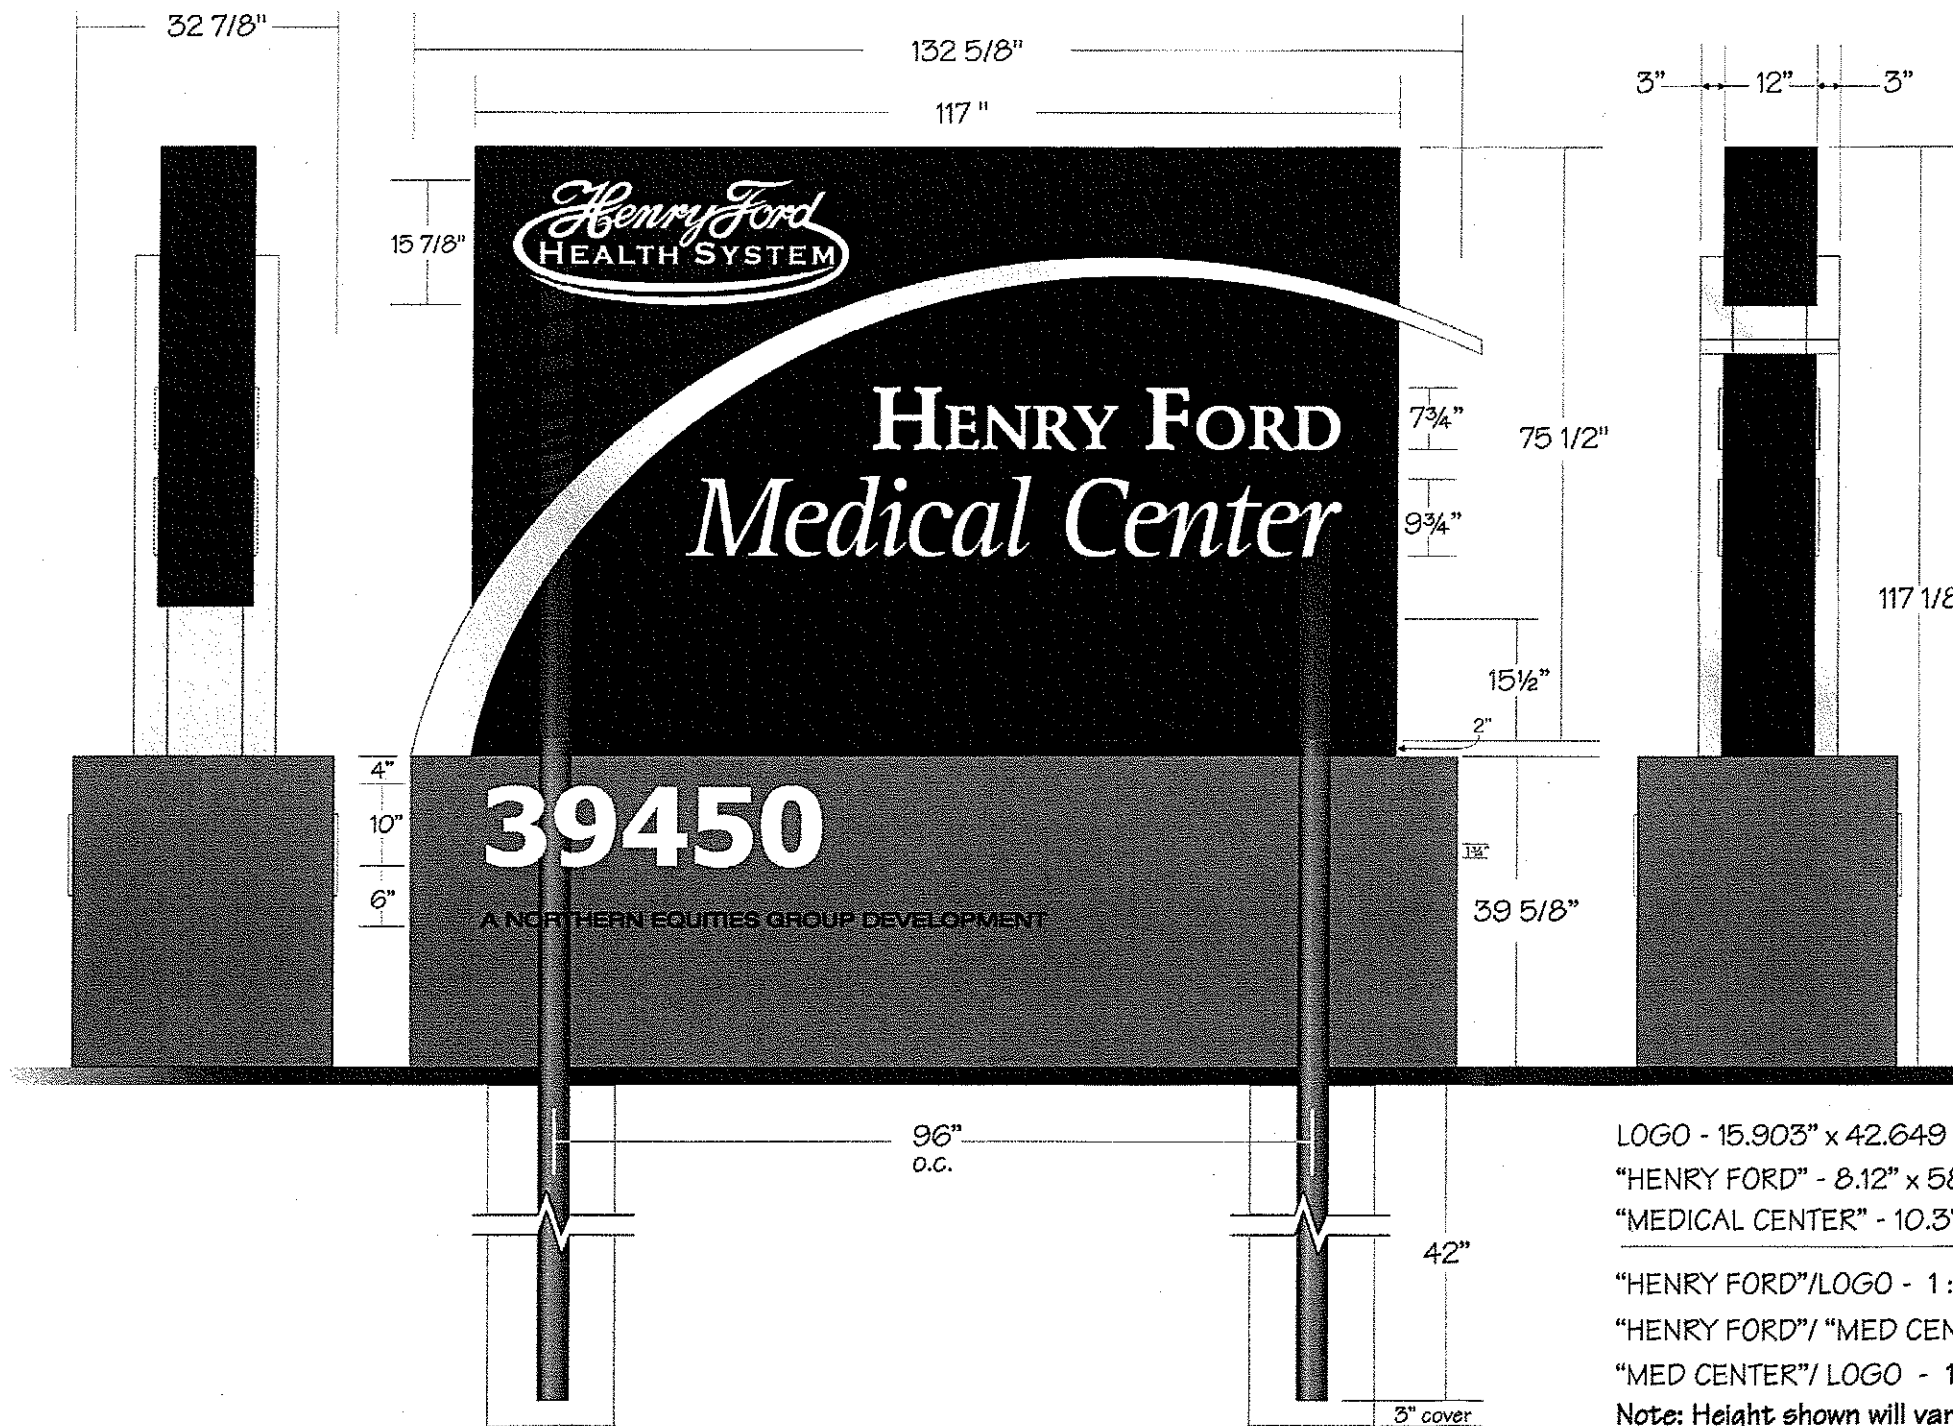 32 7/8"
132 5/8"
3" 12" 3"
117 "
Henry Ford
HEALTH SYSTEM
15 7/8"
HENRY FORD
Medical Center
7¾"
9¾"
75 1/2"
117 1/8
15½"
2"
4"
10"
6"
39450
A NORTHERN EQUITIES GROUP DEVELOPMENT
39 5/8"
96"
o.c.
42"
3" cover
LOGO - 15.903" x 42.649
"HENRY FORD" - 8.12" x 58
"MEDICAL CENTER" - 10.3
"HENRY FORD"/LOGO - 1 :
"HENRY FORD"/ "MED CEN
"MED CENTER"/ LOGO - 1
Note: Height shown will var